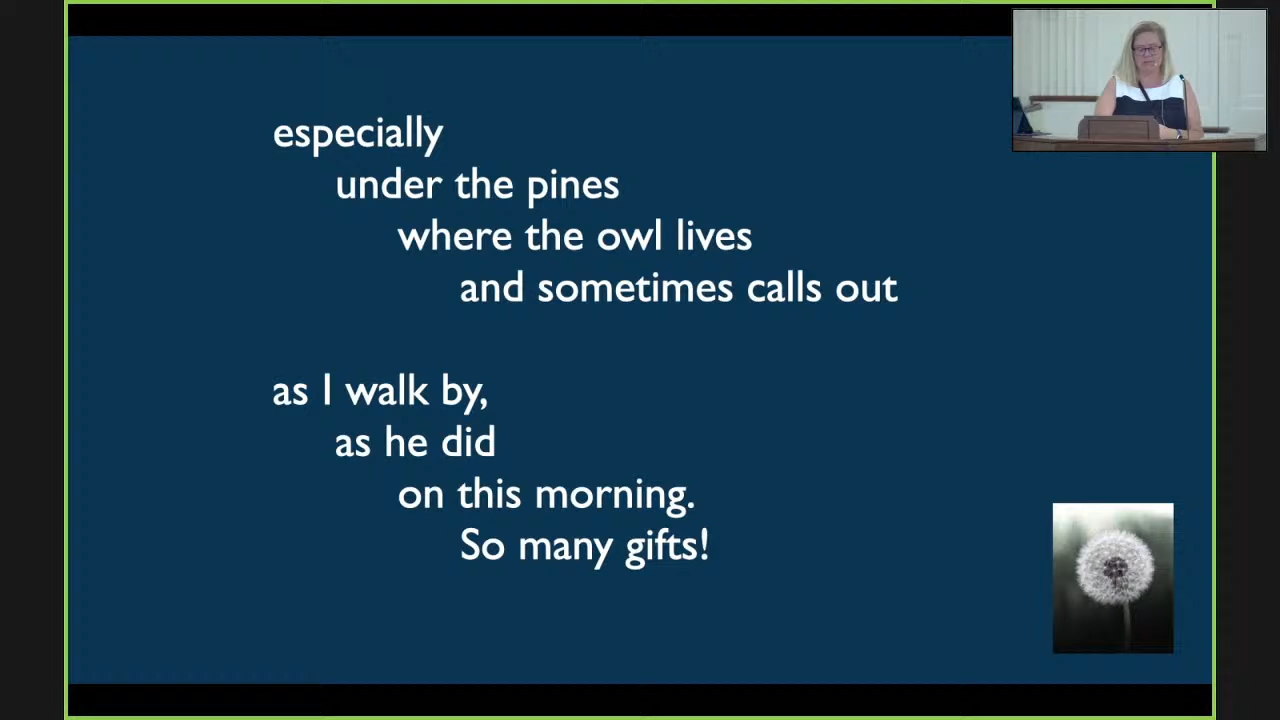 especially
under the pines
where the owl lives
and sometimes calls out
as I walk by,
as he did
on this morning.
So many gifts!